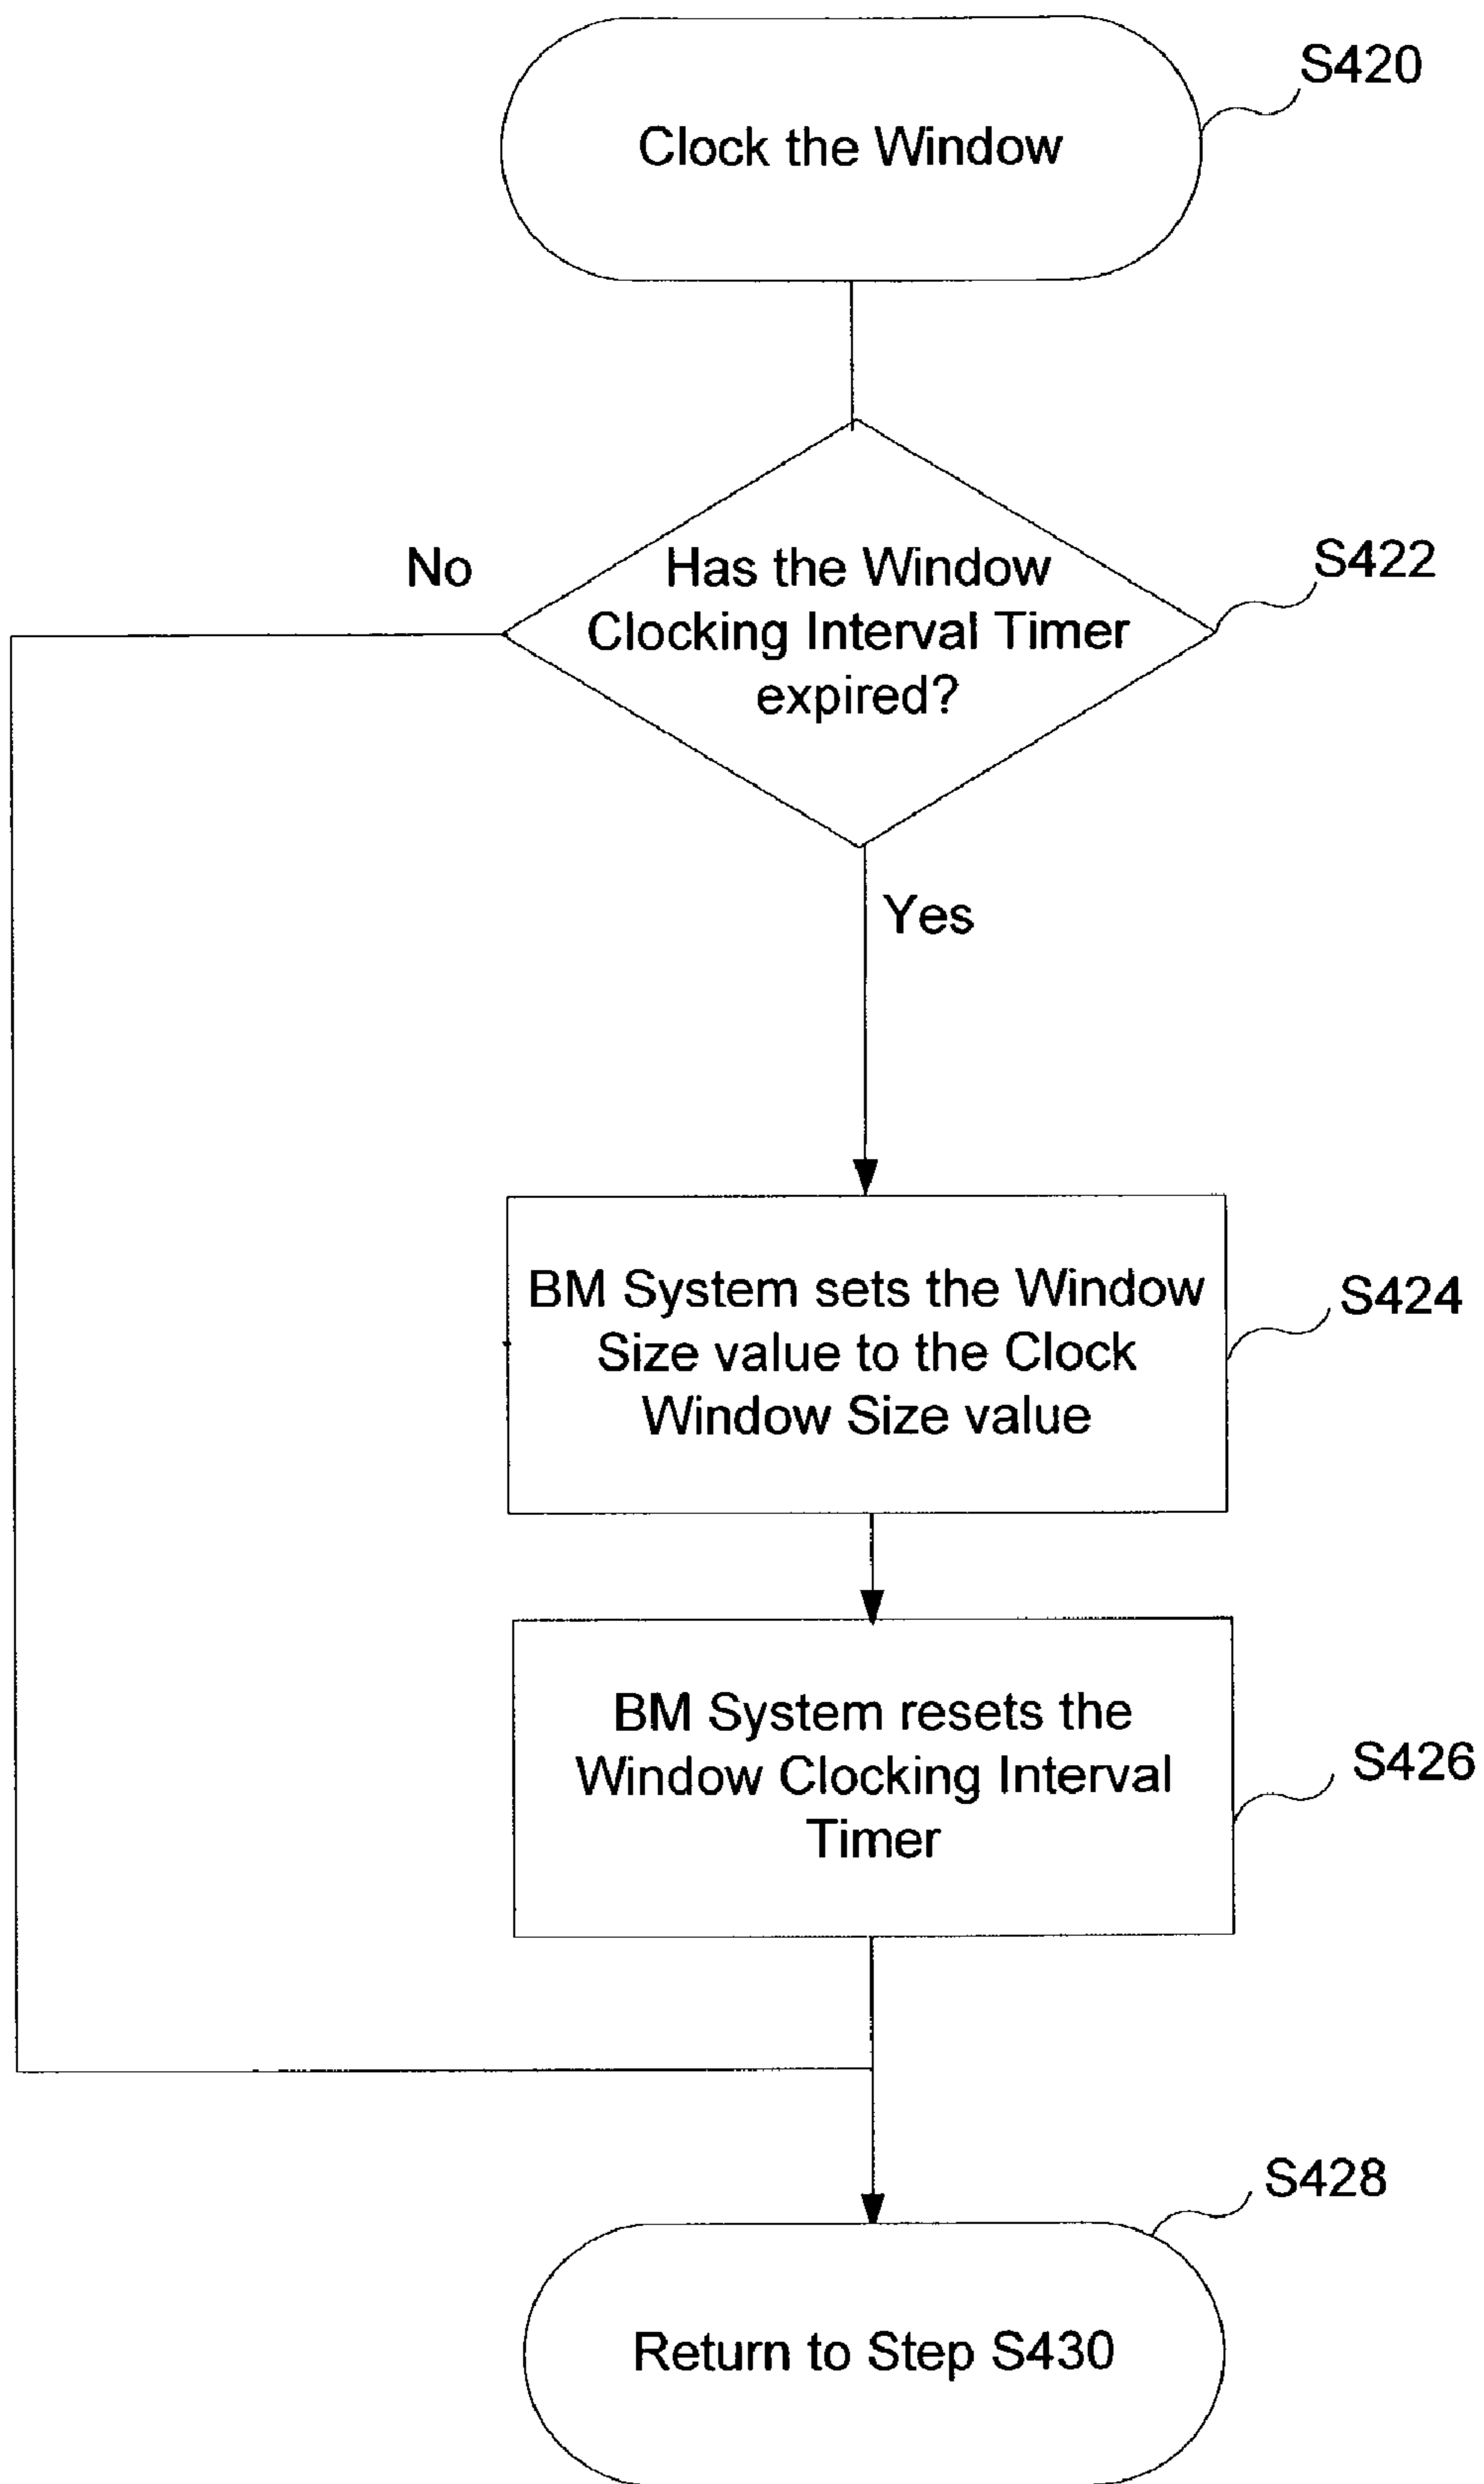 S420
Clock the Window
S422
No
Has the Window
Clocking Interval Timer
expired?
Yes
S424
BM System sets the Window
Size value to the Clock
Window Size value
S426
BM System resets the
Window Clocking Interval
Timer
S428
Return to Step S430